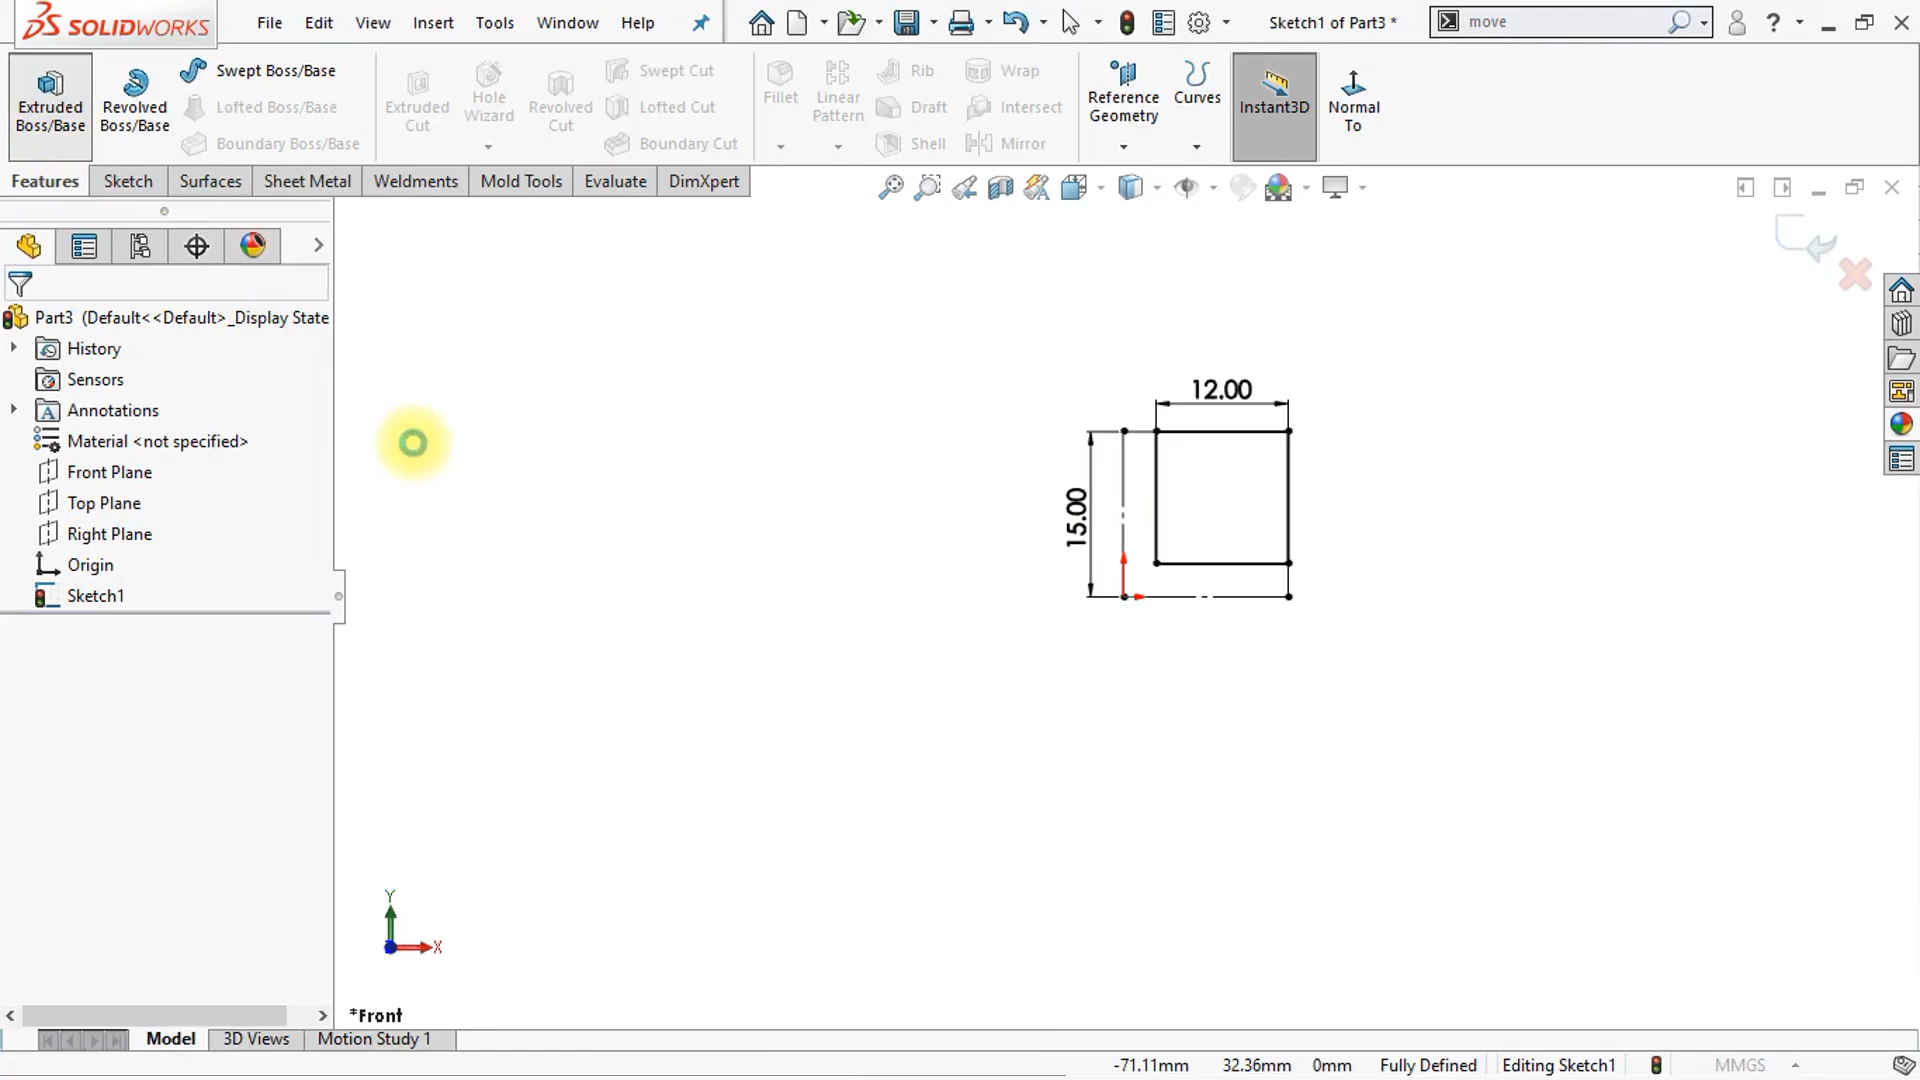 SOLIDWORKS
File Edit View Insert Tools Window Help
Sketch1 of Part3 *
move
?
Extruded Boss/Base
Revolved Boss/Base
Swept Boss/Base
Lofted Boss/Base
Boundary Boss/Base
Extruded Cut
Hole Wizard
Revolved Cut
Swept Cut
Lofted Cut
Boundary Cut
Fillet
Linear Pattern
Rib
Draft
Shell
Wrap
Intersect
Mirror
Reference Geometry
Curves
Instant3D
Normal To
Features Sketch Surfaces Sheet Metal Weldments Mold Tools Evaluate DimXpert
Part3 (Default<<Default>_Display State
History
Sensors
A Annotations
Material <not specified>
Front Plane
Top Plane
Right Plane
Origin
Sketch1
12.00
15.00
Y
X
*Front
Model 3D Views Motion Study 1
-71.11mm 32.36mm 0mm Fully Defined Editing Sketch1 MMGS